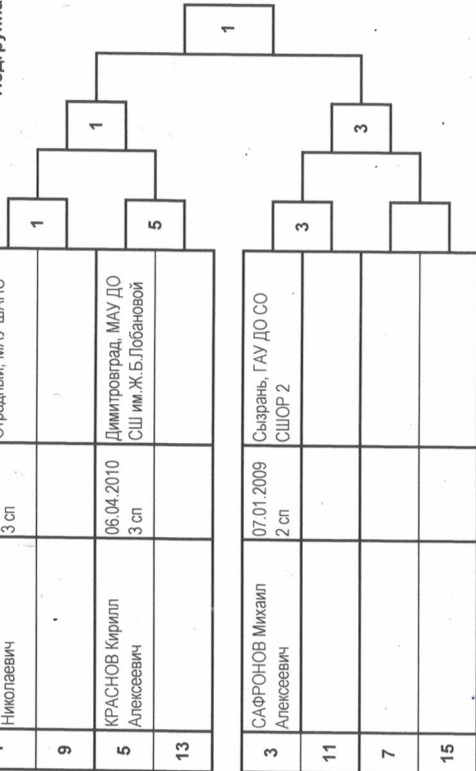 Николаевич
3 сп
1
9
5
КРАСНОВ Кирилл
Алексеевич
06.04.2010
3 сп
Димитровград, МАУ ДО
СШ им.Ж.Б.Лобановой
5
13
1
3
САФРОНОВ Михаил
Алексеевич
07.01.2009
2 сп
Сызрань, ГАУ ДО СО
СШОР 2
3
11
7
15
3
1